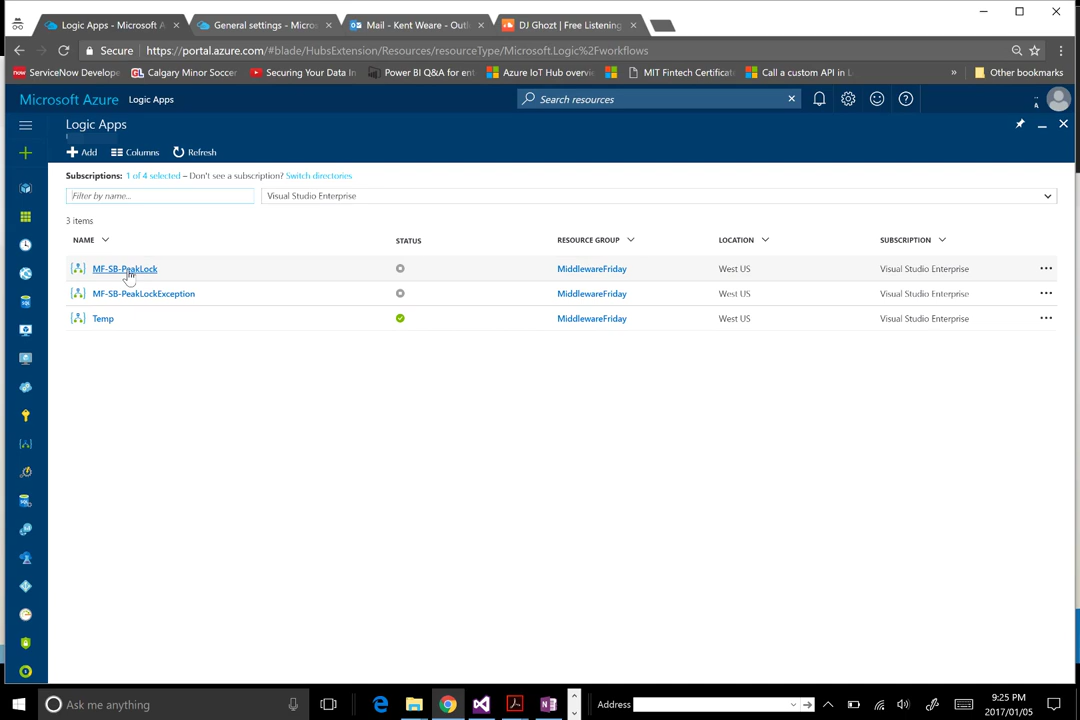 Logic Apps - Microsoft A
General settings - Micros
Mail - Kent Weare - Outl
DJ Ghozt | Free Listening
Secure
https://portal.azure.com/#blade/HubsExtension/Resources/resourceType/Microsoft.Logic%2Fworkflows
now ServiceNow Develope
Calgary Minor Soccer
Securing Your Data In
Power BI Q&A for ent
Azure IoT Hub overvie
MIT Fintech Certificat
Call a custom API in L
»
Other bookmarks
Microsoft Azure
Logic Apps
Search resources
A
Logic Apps
Add
Columns
Refresh
Subscriptions: 1 of 4 selected – Don't see a subscription? Switch directories
Filter by name...
Visual Studio Enterprise
3 items
NAME
STATUS
RESOURCE GROUP
LOCATION
SUBSCRIPTION
MF-SB-PeakLock
MiddlewareFriday
West US
Visual Studio Enterprise
MF-SB-PeakLockException
MiddlewareFriday
West US
Visual Studio Enterprise
Temp
MiddlewareFriday
West US
Visual Studio Enterprise
Ask me anything
Address
9:25 PM
2017/01/05